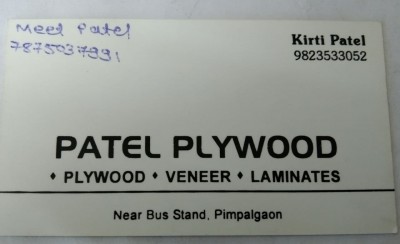 Meet Patel
7875037991
Kirti Patel
9823533052
PATEL PLYWOOD
♦ PLYWOOD ♦ VENEER ♦ LAMINATES
Near Bus Stand, Pimpalgaon